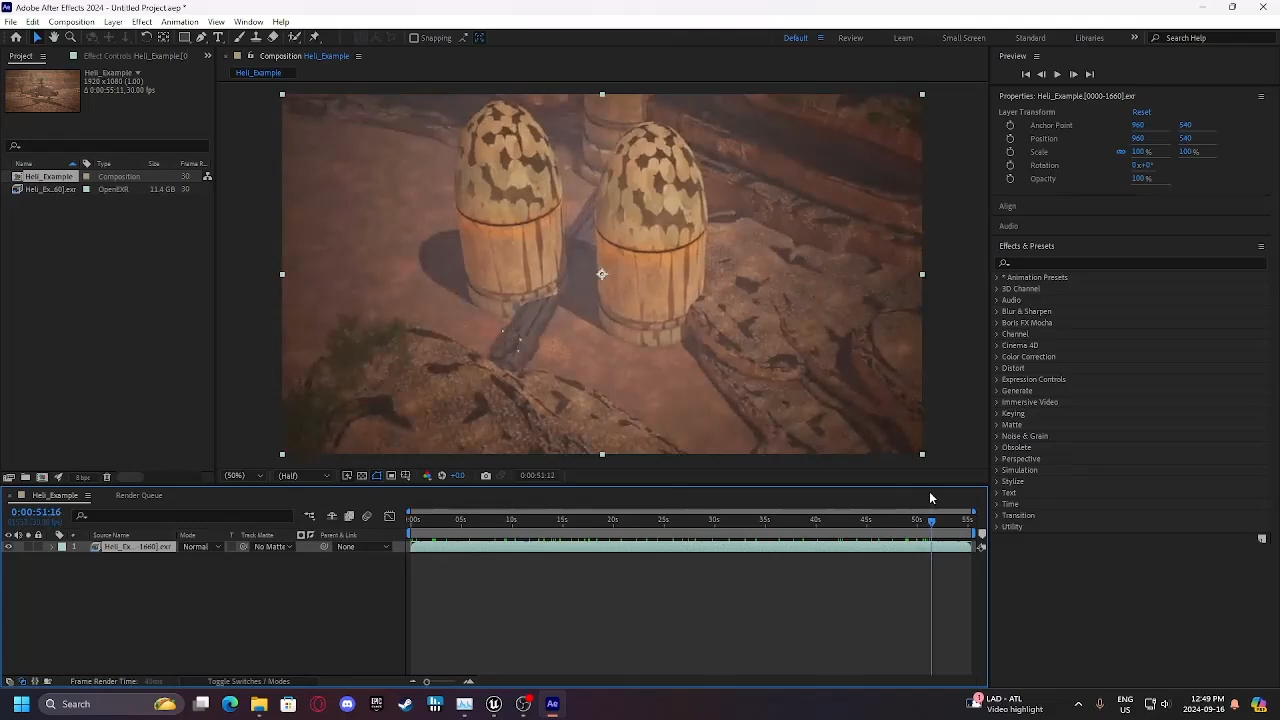 Adobe After Effects 2024 - Untitled Project.aep *
File Edit Composition Layer Effect Animation View Window Help
Snapping
Default Review Learn Small Screen Standard Libraries Search Help
Project Effect Controls Heli_Example.[0
Composition Heli_Example
Preview
Heli_Example
Heli_Example
1920 x1080 (1.00)
Δ 0:00:55:11, 30.00 fps
Properties: Heli_Example.[0000-1660].exr
Layer Transform Reset
Anchor Point 960 540
Position 960 540
Scale 100 % 100 %
Rotation 0x+0°
Opacity 100 %
Name Type Size Frame R...
Heli_Example Composition 30
Heli_Ex..60].exr OpenEXR 11.4 GB 30
Align
Audio
Effects & Presets
* Animation Presets
3D Channel
Audio
Blur & Sharpen
Boris FX Mocha
Channel
Cinema 4D
Color Correction
Distort
Expression Controls
Generate
Immersive Video
Keying
Matte
Noise & Grain
Obsolete
Perspective
Simulation
Stylize
Text
Time
Transition
Utility
8 bpc
(50%) (Half) +0.0 0:00:51:12
Heli_Example Render Queue
0:00:51:16
:00s 05s 10s 15s 20s 25s 30s 35s 40s 45s 50s 55s
# Source Name Mode T Track Matte Parent & Link
1 Heli_Ex...1660].exr Normal No Matte None
Frame Render Time: 40ms Toggle Switches / Modes
Search
LAD - ATL
Video highlight
ENG
US
12:49 PM
2024-09-16